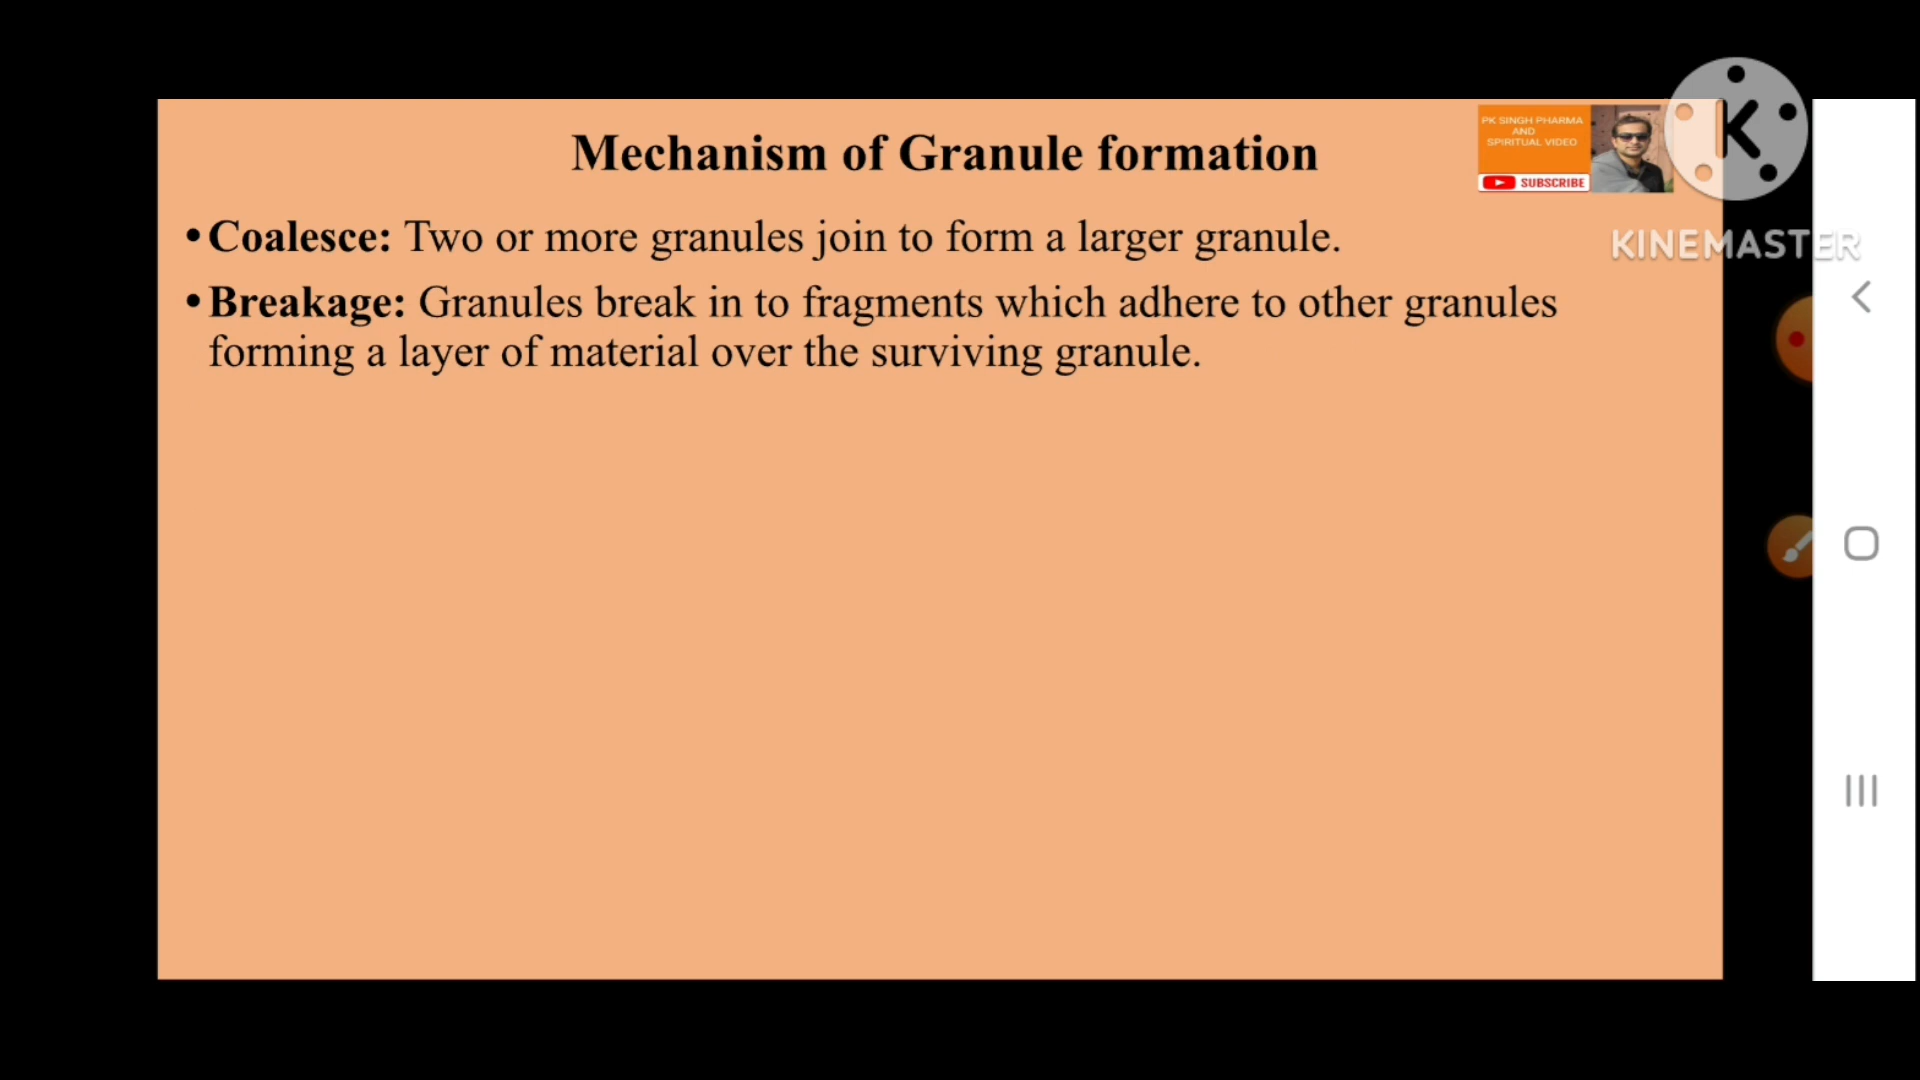 Mechanism of Granule formation
PK SINGH PHARMA
AND
SPIRITUAL VIDEO
SUBSCRIBE
K
KINEMASTER
• Coalesce: Two or more granules join to form a larger granule.
• Breakage: Granules break in to fragments which adhere to other granules
forming a layer of material over the surviving granule.